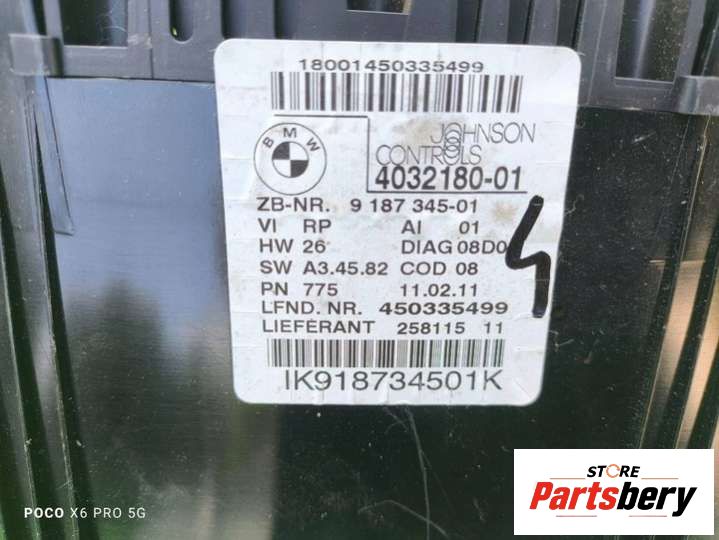 18001450335499
BMW
JOHNSON
CONTROLS
4032180-01
ZB-NR. 9 187 345-01
VI RP AI 01
HW 26 DIAG 08D0
SW A3.45.82 COD 08
PN 775 11.02.11
LFND. NR. 450335499
LIEFERANT 258115 11
IK918734501K
4
STORE
Partsbery
POCO X6 PRO 5G